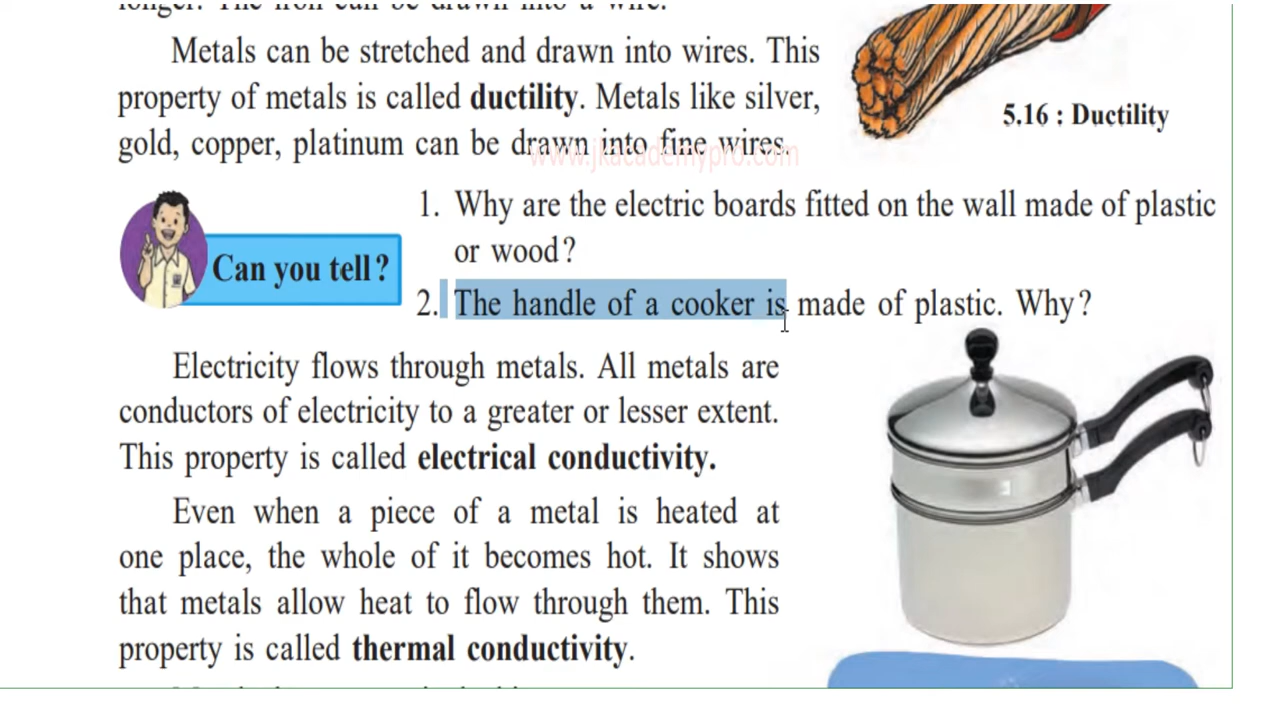 Metals can be stretched and drawn into wires. This
property of metals is called ductility. Metals like silver,
gold, copper, platinum can be drawn into fine wires.
www.jkacademypro.com
5.16 : Ductility
Can you tell?
1. Why are the electric boards fitted on the wall made of plastic
or wood?
2. The handle of a cooker is made of plastic. Why?
Electricity flows through metals. All metals are
conductors of electricity to a greater or lesser extent.
This property is called electrical conductivity.
Even when a piece of a metal is heated at
one place, the whole of it becomes hot. It shows
that metals allow heat to flow through them. This
property is called thermal conductivity.